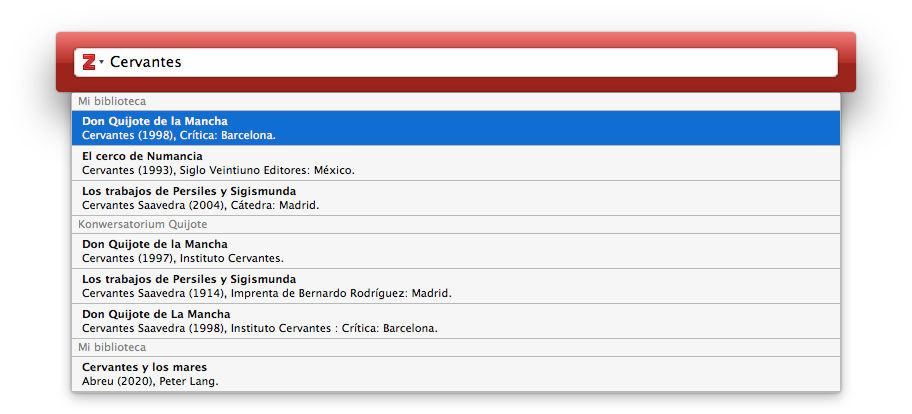 Z Cervantes
Mi biblioteca
Don Quijote de la Mancha
Cervantes (1998), Crítica: Barcelona.
El cerco de Numancia
Cervantes (1993), Siglo Veintiuno Editores: México.
Los trabajos de Persiles y Sigismunda
Cervantes Saavedra (2004), Cátedra: Madrid.
Konwersatorium Quijote
Don Quijote de la Mancha
Cervantes (1997), Instituto Cervantes.
Los trabajos de Persiles y Sigismunda
Cervantes Saavedra (1914), Imprenta de Bernardo Rodríguez: Madrid.
Don Quijote de La Mancha
Cervantes Saavedra (1998), Instituto Cervantes : Crítica: Barcelona.
Mi biblioteca
Cervantes y los mares
Abreu (2020), Peter Lang.